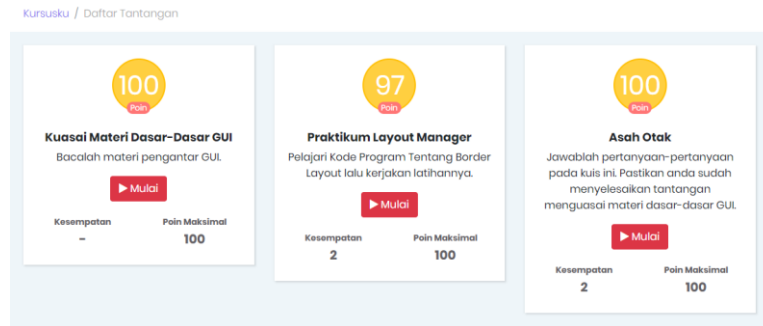 Kursusku / Daftar Tantangan
100
Poin
Kuasai Materi Dasar-Dasar GUI
Bacalah materi pengantar GUI.
Mulai
Kesempatan Poin Maksimal
- 100
97
Poin
Praktikum Layout Manager
Pelajari Kode Program Tentang Border
Layout lalu kerjakan latihannya.
Mulai
Kesempatan Poin Maksimal
2 100
100
Poin
Asah Otak
Jawablah pertanyaan-pertanyaan
pada kuis ini. Pastikan anda sudah
menyelesaikan tantangan
menguasai materi dasar-dasar GUI.
Mulai
Kesempatan Poin Maksimal
2 100